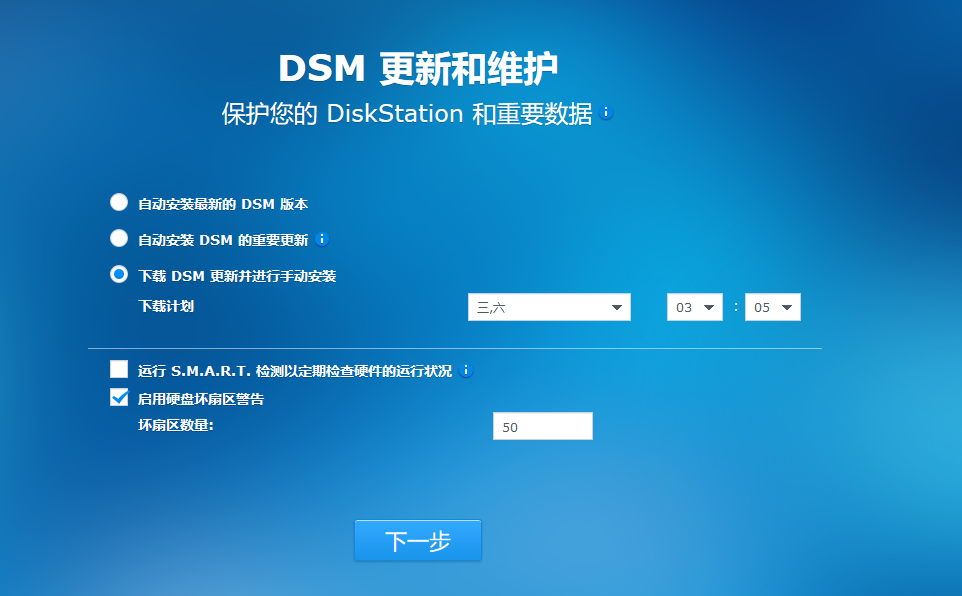 DSM 更新和维护
保护您的 DiskStation 和重要数据
自动安装最新的 DSM 版本
自动安装 DSM 的重要更新
下载 DSM 更新并进行手动安装
下载计划 三,六 03 : 05
运行 S.M.A.R.T. 检测以定期检查硬件的运行状况
启用硬盘坏扇区警告
坏扇区数量: 50
下一步